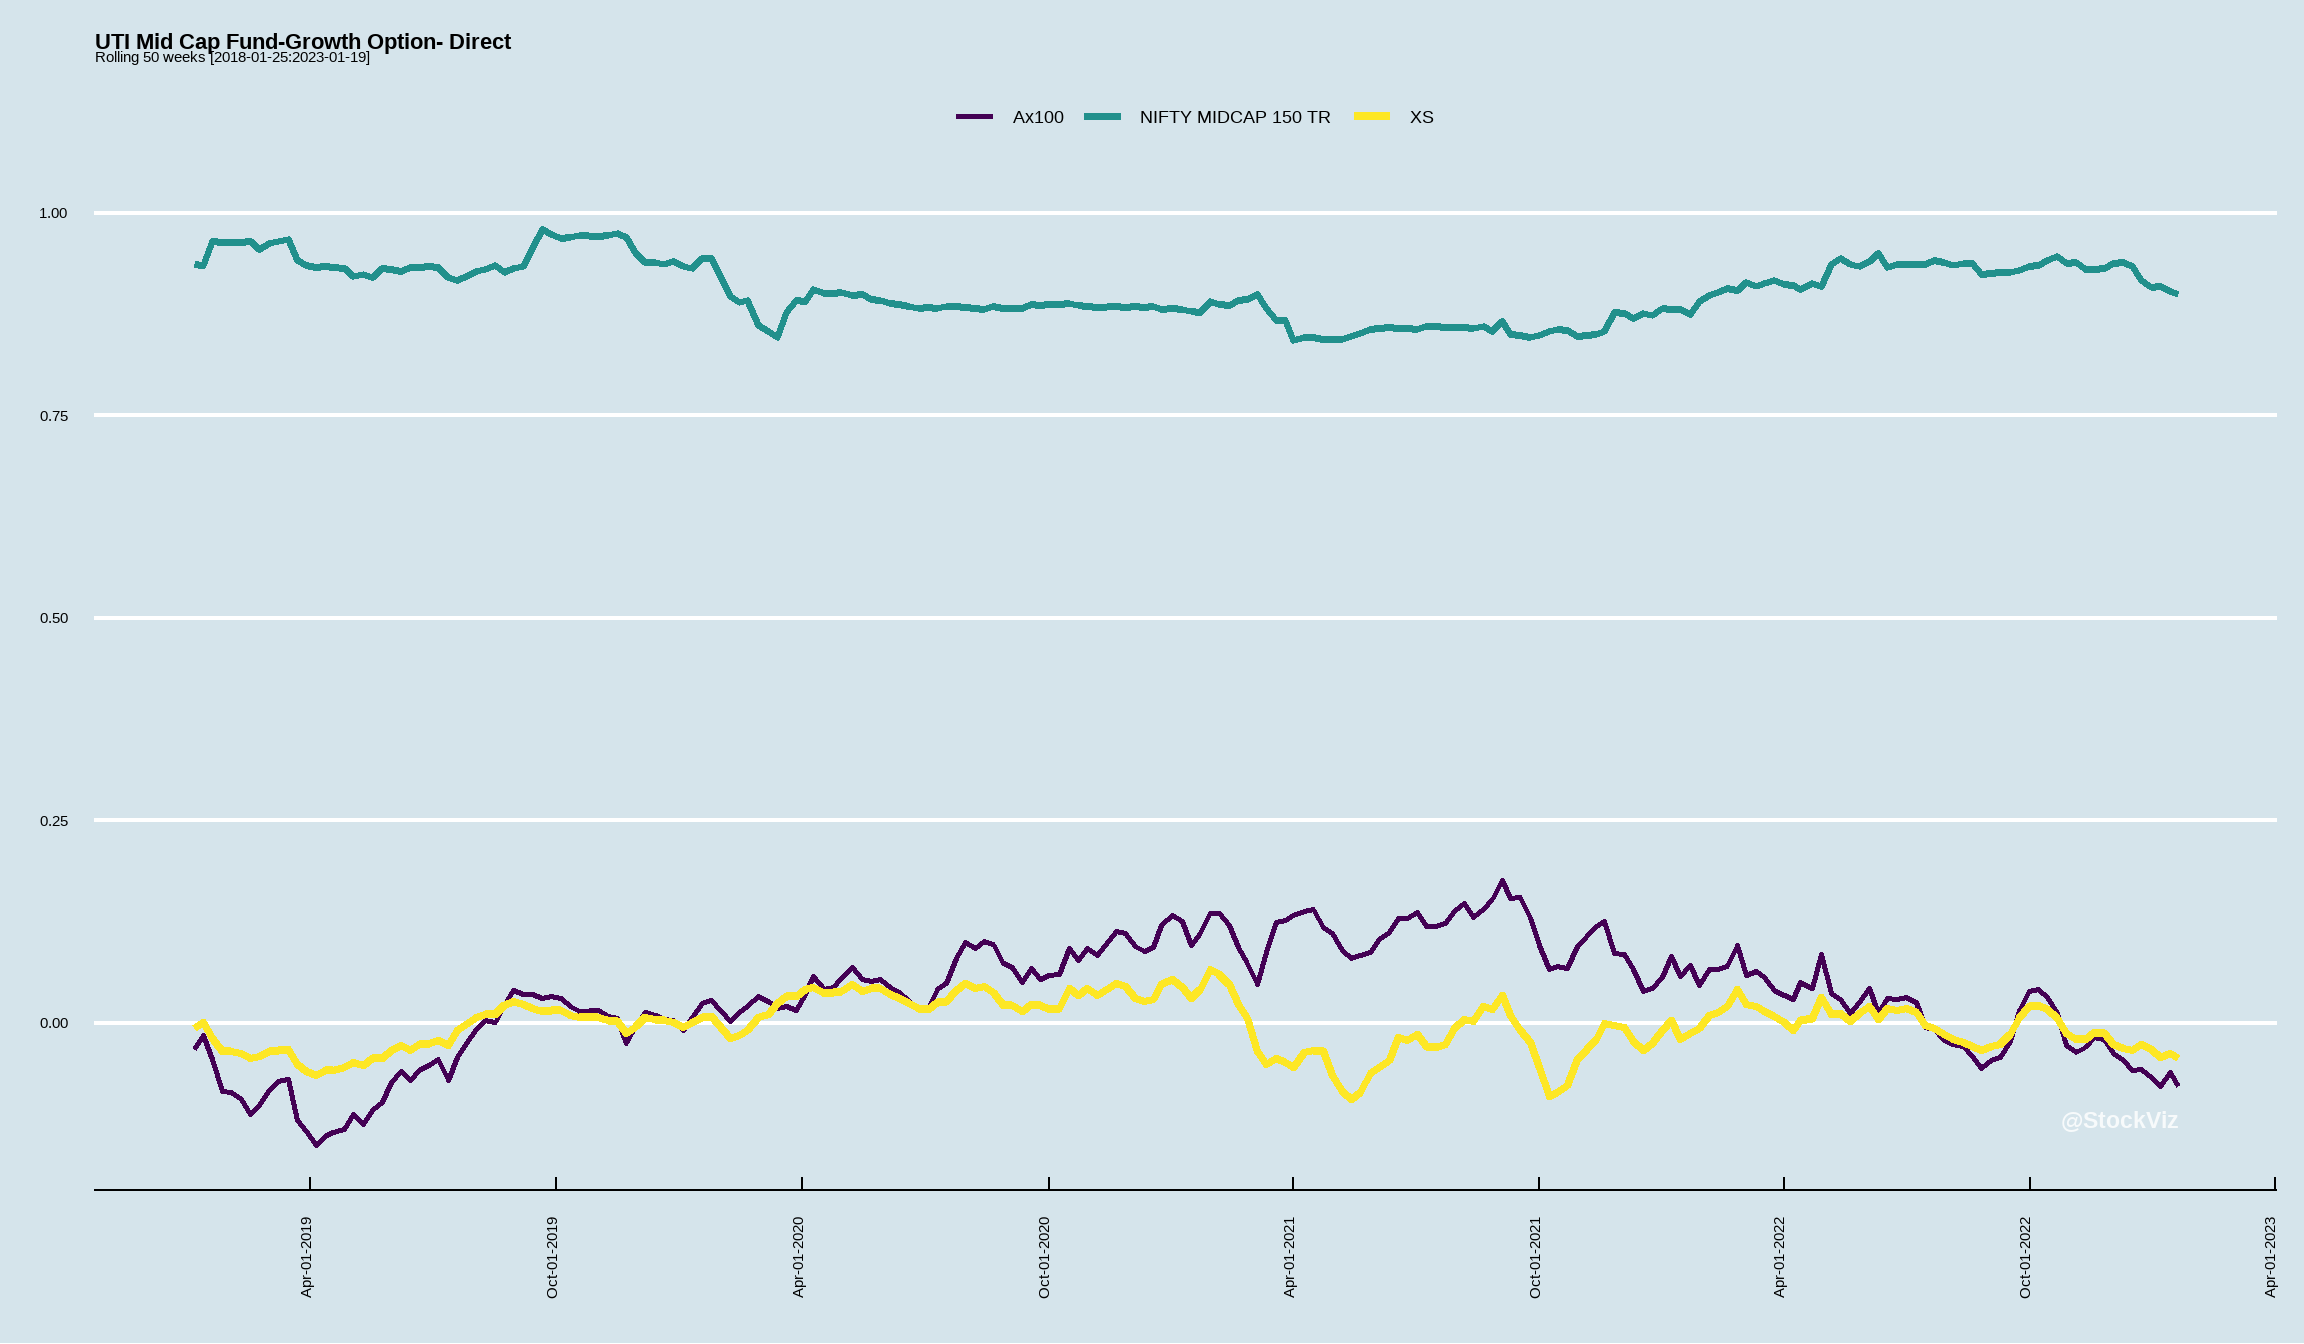 UTI Mid Cap Fund-Growth Option- Direct
Rolling 50 weeks [2018-01-25:2023-01-19]
Ax100 NIFTY MIDCAP 150 TR XS
1.00
0.75
0.50
0.25
0.00
@StockViz
Apr-01-2019
Oct-01-2019
Apr-01-2020
Oct-01-2020
Apr-01-2021
Oct-01-2021
Apr-01-2022
Oct-01-2022
Apr-01-2023